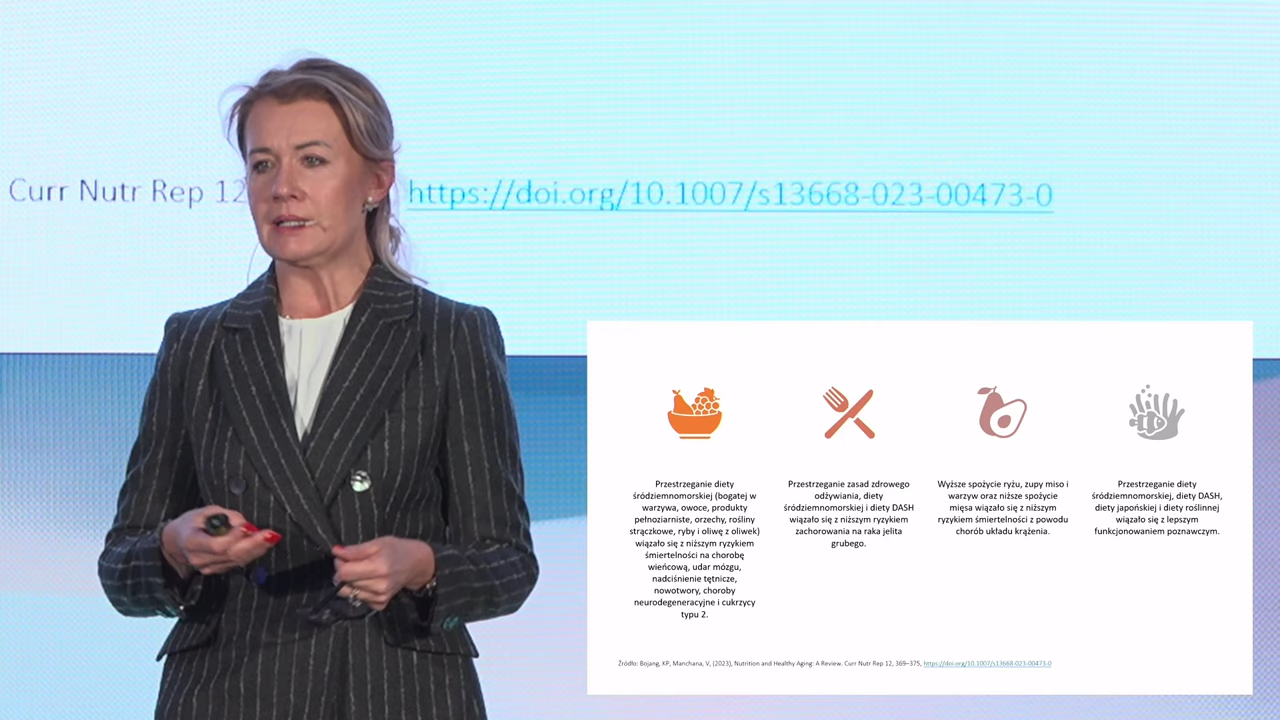 Curr Nutr Rep 12 https://doi.org/10.1007/s13668-023-00473-0
Przestrzeganie diety
śródziemnomorskiej (bogatej w
warzywa, owoce, produkty
pełnoziarniste, orzechy, rośliny
strączkowe, ryby i oliwę z oliwek)
wiązało się z niższym ryzykiem
śmiertelności na chorobę
wieńcową, udar mózgu,
nadciśnienie tętnicze,
nowotwory, choroby
neurodegeneracyjne i cukrzycy
typu 2.
Przestrzeganie zasad zdrowego
odżywiania, diety
śródziemnomorskiej i diety DASH
wiązało się z niższym ryzykiem
zachorowania na raka jelita
grubego.
Wyższe spożycie ryżu, zupy miso i
warzyw oraz niższe spożycie
mięsa wiązało się z niższym
ryzykiem śmiertelności z powodu
chorób układu krążenia.
Przestrzeganie diety
śródziemnomorskiej, diety DASH,
diety japońskiej i diety roślinnej
wiązało się z lepszym
funkcjonowaniem poznawczym.
Źródło: Bojang, KP, Manchana, V, (2023), Nutrition and Healthy Aging: A Review. Curr Nutr Rep 12, 369–375, https://doi.org/10.1007/s13668-023-00473-0